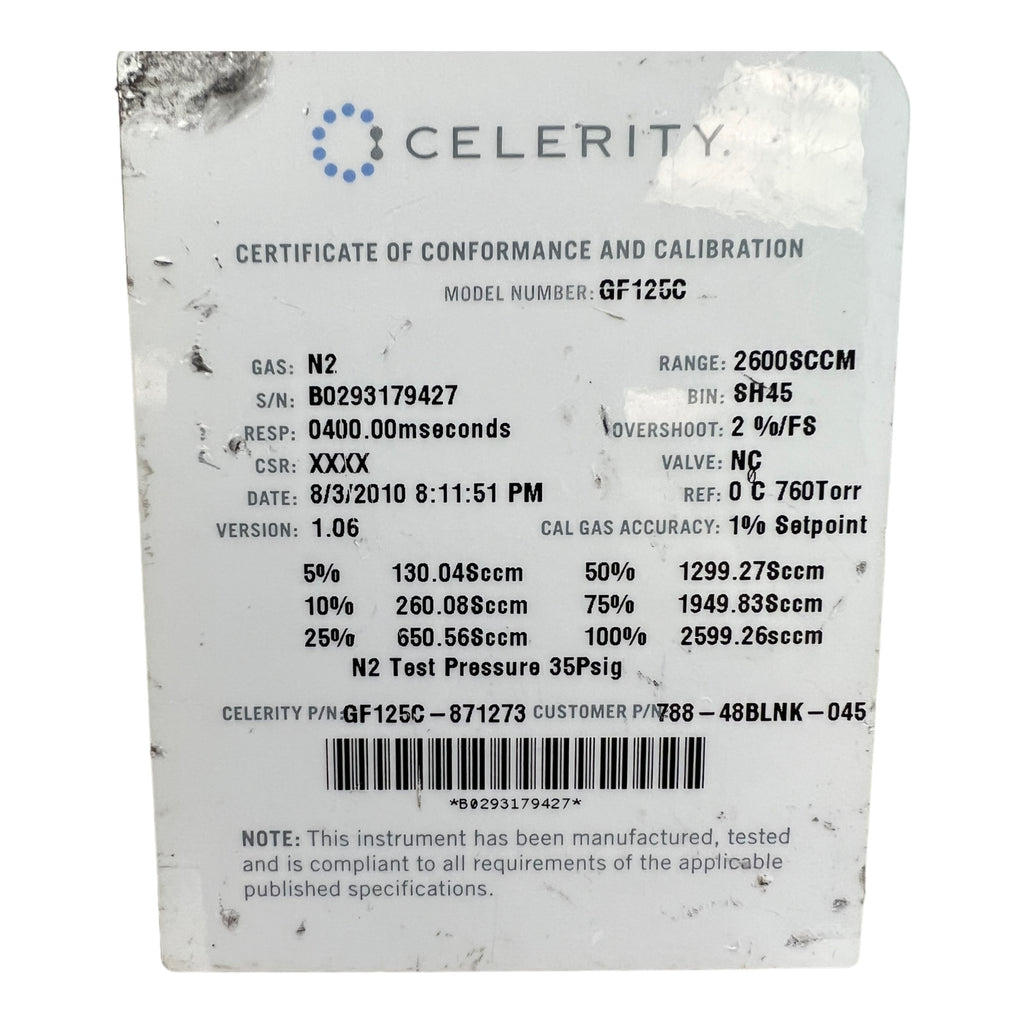 CELERITY.
CERTIFICATE OF CONFORMANCE AND CALIBRATION
MODEL NUMBER: GF125C
GAS: N2 RANGE: 2600SCCM
S/N: B0293179427 BIN: SH45
RESP: 0400.00mseconds OVERSHOOT: 2 %/FS
CSR: XXXX VALVE: NC
DATE: 8/3/2010 8:11:51 PM REF: 0 C 760Torr
VERSION: 1.06 CAL GAS ACCURACY: 1% Setpoint
5% 130.04Sccm 50% 1299.27Sccm
10% 260.08Sccm 75% 1949.83Sccm
25% 650.56Sccm 100% 2599.26sccm
N2 Test Pressure 35Psig
CELERITY P/N: GF125C-871273 CUSTOMER P/N: 788-48BLNK-045
*B0293179427*
NOTE: This instrument has been manufactured, tested
and is compliant to all requirements of the applicable
published specifications.